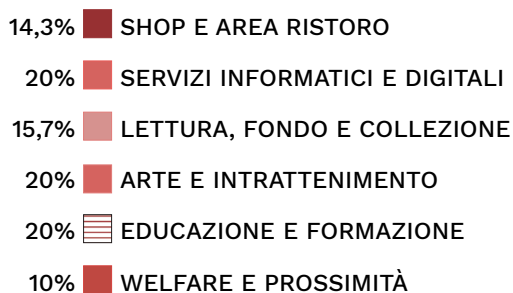 14,3% SHOP E AREA RISTORO
20% SERVIZI INFORMATICI E DIGITALI
15,7% LETTURA, FONDO E COLLEZIONE
20% ARTE E INTRATTENIMENTO
20% EDUCAZIONE E FORMAZIONE
10% WELFARE E PROSSIMITÀ